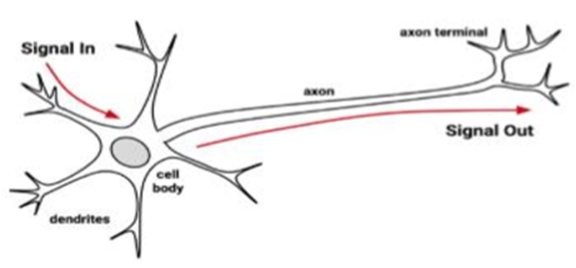 Signal In
axon terminal
axon
Signal Out
cell
body
dendrites